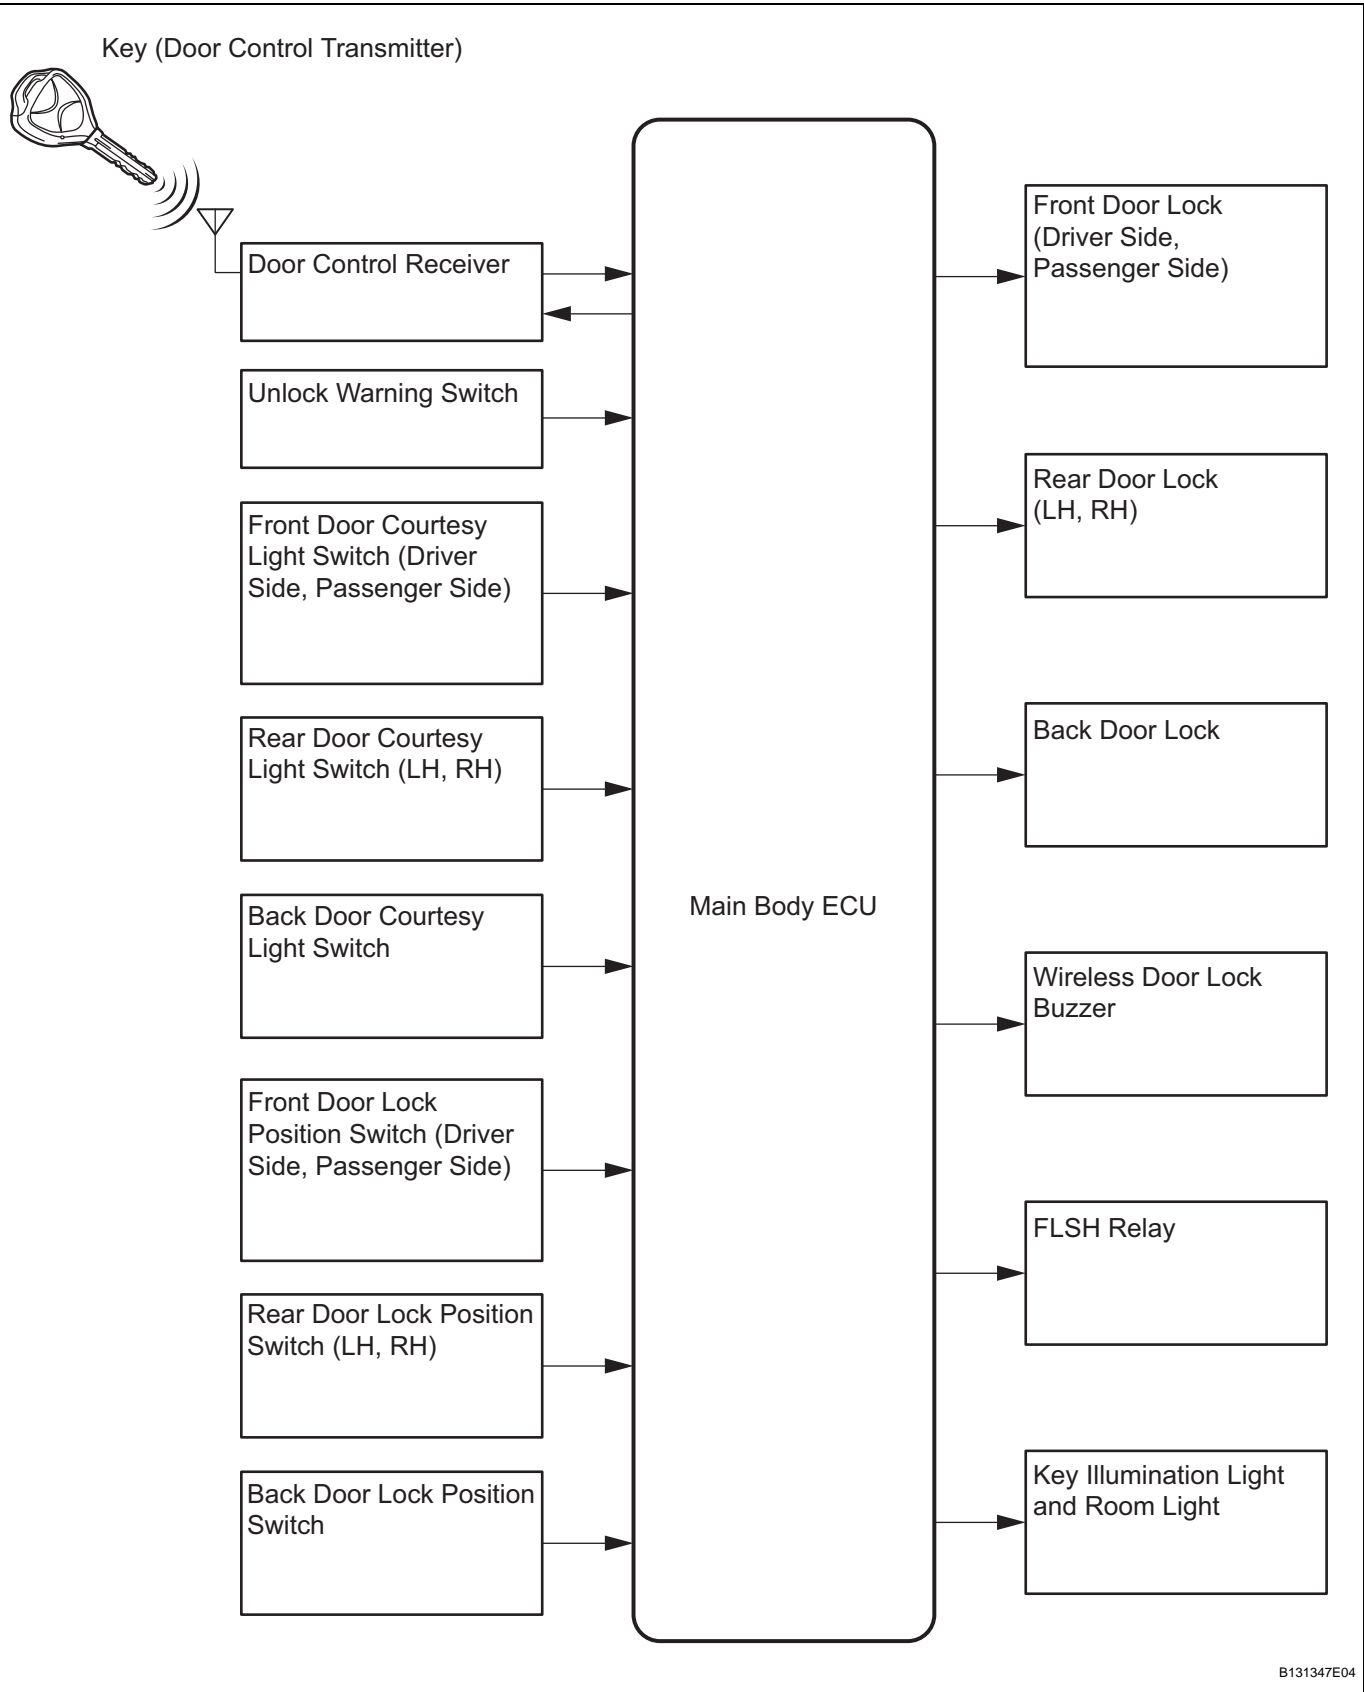 Key (Door Control Transmitter)
Door Control Receiver
Unlock Warning Switch
Front Door Courtesy
Light Switch (Driver
Side, Passenger Side)
Rear Door Courtesy
Light Switch (LH, RH)
Back Door Courtesy
Light Switch
Front Door Lock
Position Switch (Driver
Side, Passenger Side)
Rear Door Lock Position
Switch (LH, RH)
Back Door Lock Position
Switch
Main Body ECU
Front Door Lock
(Driver Side,
Passenger Side)
Rear Door Lock
(LH, RH)
Back Door Lock
Wireless Door Lock
Buzzer
FLSH Relay
Key Illumination Light
and Room Light
B131347E04